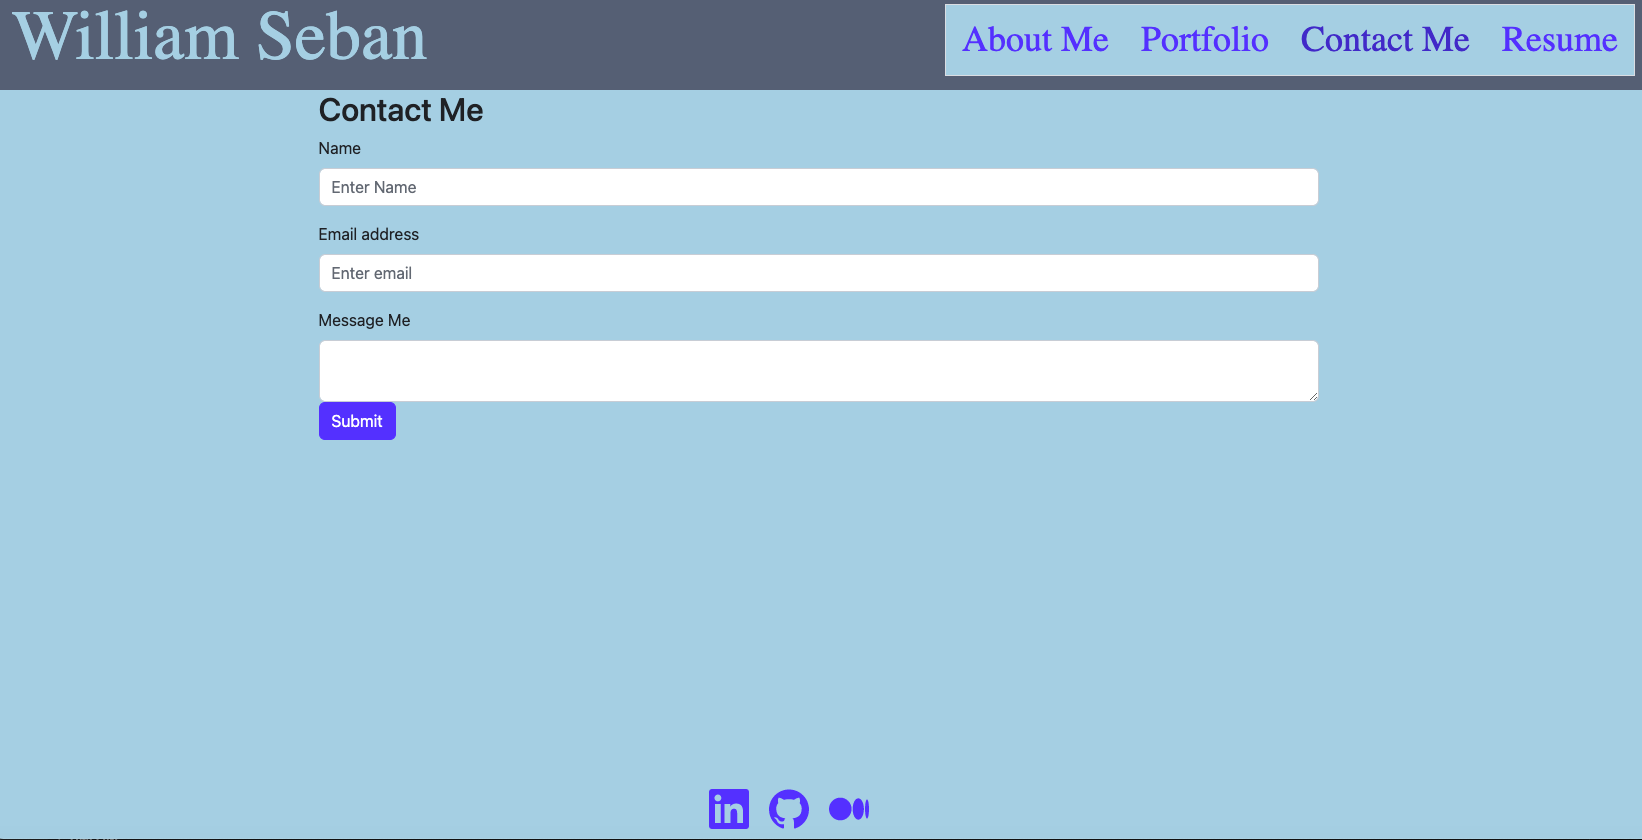 William Seban
About Me Portfolio Contact Me Resume
Contact Me
Name
Enter Name
Email address
Enter email
Message Me
Submit
in